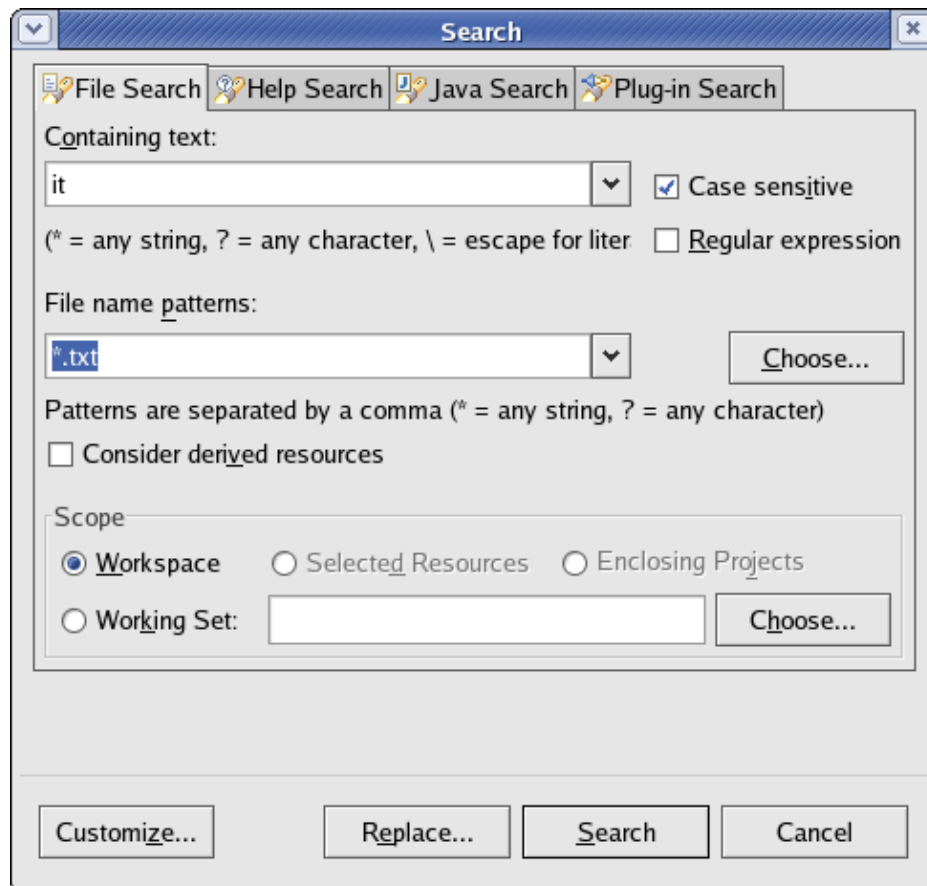 Search
File Search Help Search Java Search Plug-in Search
Containing text:
it
Case sensitive
(* = any string, ? = any character, \ = escape for liter
Regular expression
File name patterns:
*.txt
Choose...
Patterns are separated by a comma (* = any string, ? = any character)
Consider derived resources
Scope
Workspace Selected Resources Enclosing Projects
Working Set: Choose...
Customize... Replace... Search Cancel